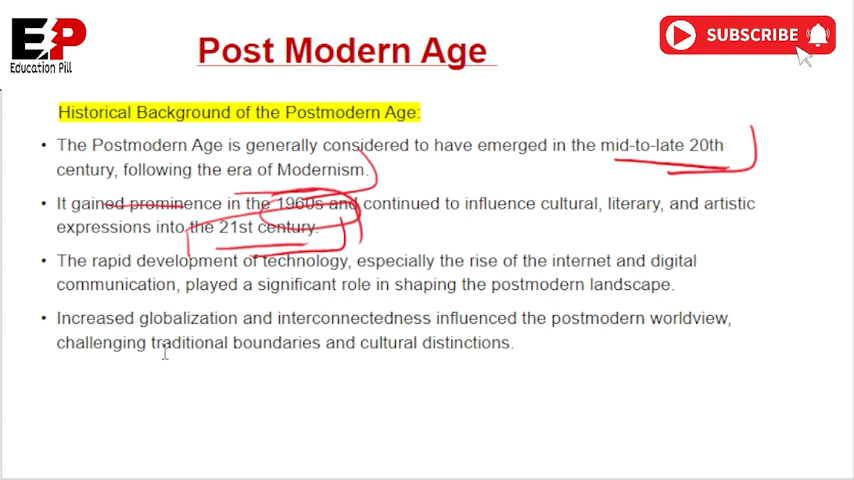 EP
Education Pill
Post Modern Age
SUBSCRIBE
Historical Background of the Postmodern Age:
• The Postmodern Age is generally considered to have emerged in the mid-to-late 20th
century, following the era of Modernism.
• It gained prominence in the 1960s and continued to influence cultural, literary, and artistic
expressions into the 21st century.
• The rapid development of technology, especially the rise of the internet and digital
communication, played a significant role in shaping the postmodern landscape.
• Increased globalization and interconnectedness influenced the postmodern worldview,
challenging traditional boundaries and cultural distinctions.